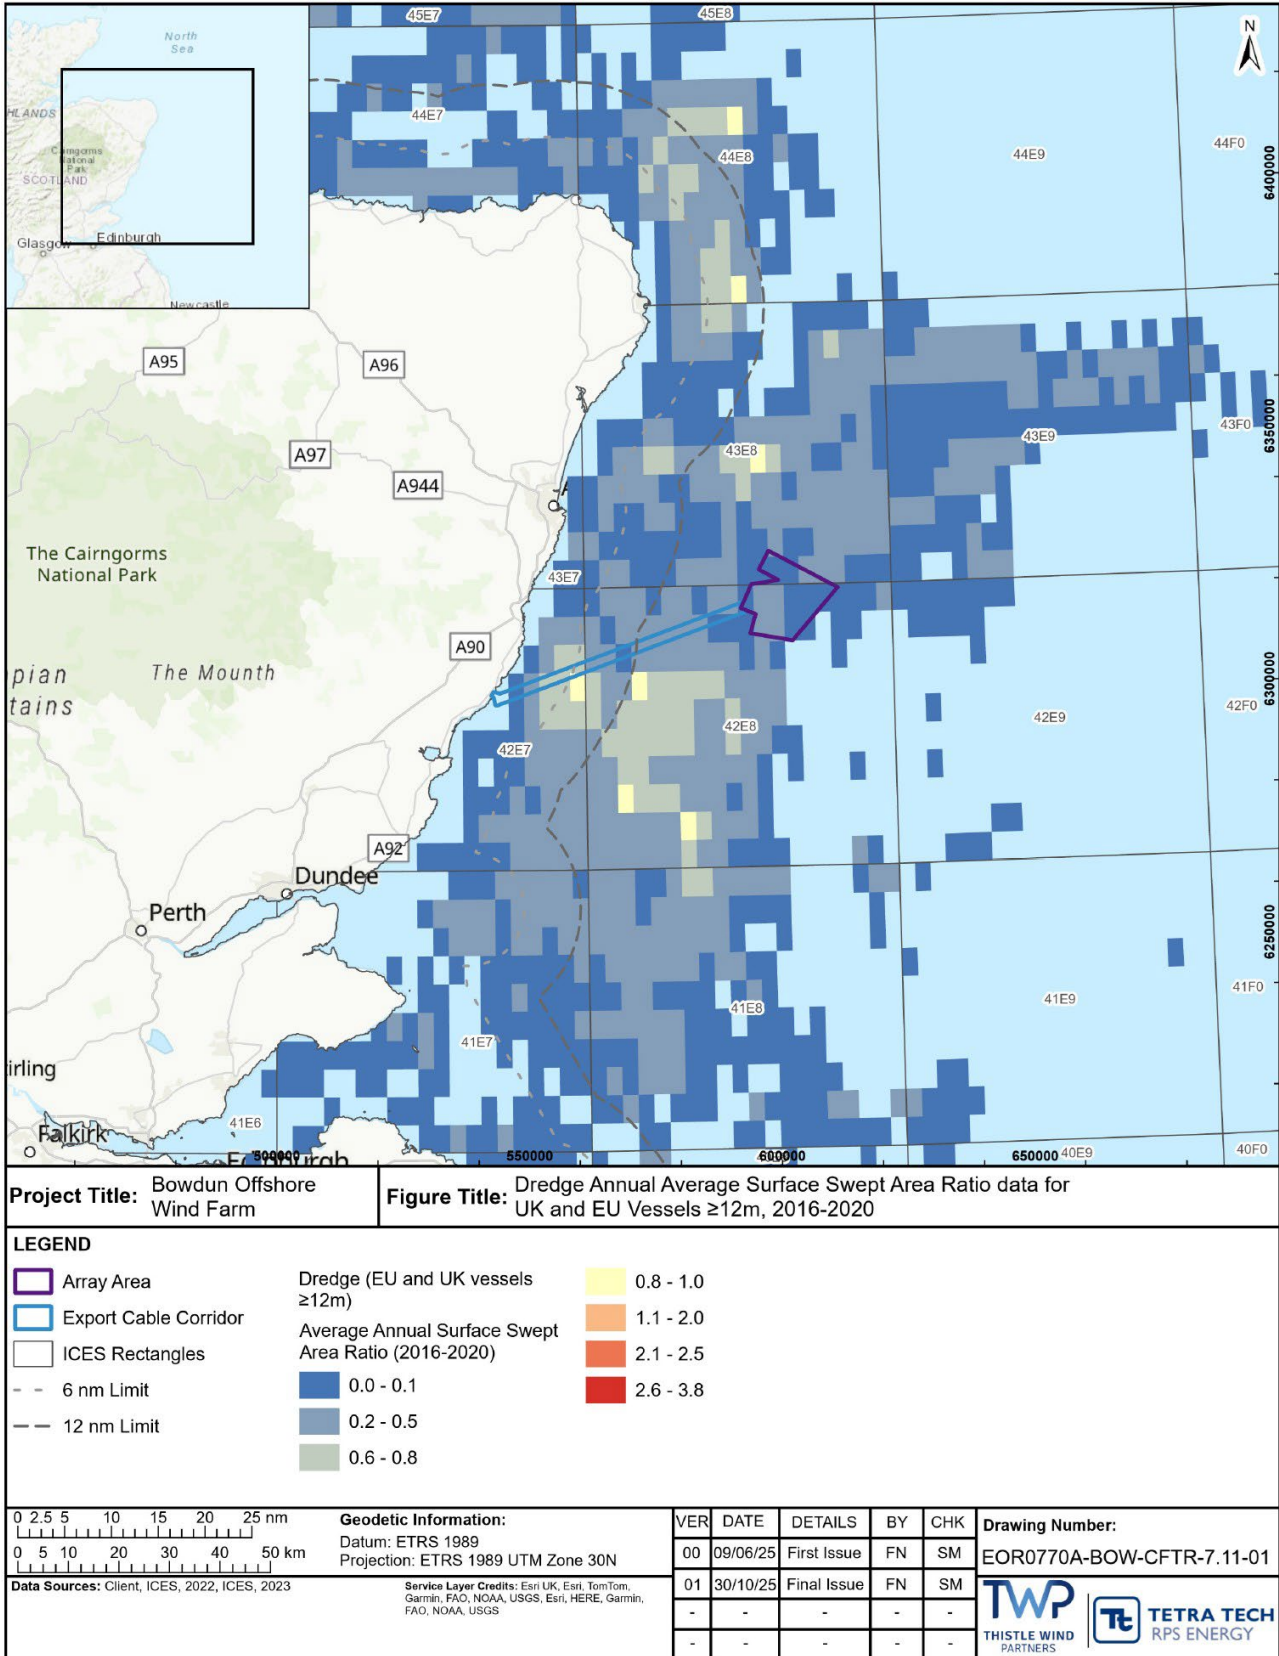 45E7
45E8
N
North
Sea
HLANDS
Cairngorms
National
Park
SCOTLAND
Glasgow
Edinburgh
Newcastle
44E7
44E8
44E9
44F0
6400000
A95
A96
A97
A944
43E8
43E9
43F0
6350000
The Cairngorms
National Park
43E7
A90
The Mounth
pian
tains
42E7
42E8
42E9
42F0
6300000
A92
Dundee
Perth
6250000
41E7
41E8
41E9
41F0
irling
41E6
Falkirk
Edinburgh
500000
550000
600000
650000
40E9
40F0
Project Title: Bowdun Offshore
Wind Farm
Figure Title: Dredge Annual Average Surface Swept Area Ratio data for
UK and EU Vessels ≥12m, 2016-2020
LEGEND
Array Area
Export Cable Corridor
ICES Rectangles
6 nm Limit
12 nm Limit
Dredge (EU and UK vessels
≥12m)
Average Annual Surface Swept
Area Ratio (2016-2020)
0.0 - 0.1
0.2 - 0.5
0.6 - 0.8
0.8 - 1.0
1.1 - 2.0
2.1 - 2.5
2.6 - 3.8
0 2.5 5 10 15 20 25 nm
0 5 10 20 30 40 50 km
Geodetic Information:
Datum: ETRS 1989
Projection: ETRS 1989 UTM Zone 30N
Data Sources: Client, ICES, 2022, ICES, 2023
Service Layer Credits: Esri UK, Esri, TomTom,
Garmin, FAO, NOAA, USGS, Esri, HERE, Garmin,
FAO, NOAA, USGS
VER DATE DETAILS BY CHK
00 09/06/25 First Issue FN SM
01 30/10/25 Final Issue FN SM
- - - - -
- - - - -
Drawing Number:
EOR0770A-BOW-CFTR-7.11-01
TWP
THISTLE WIND
PARTNERS
Tt
TETRA TECH
RPS ENERGY